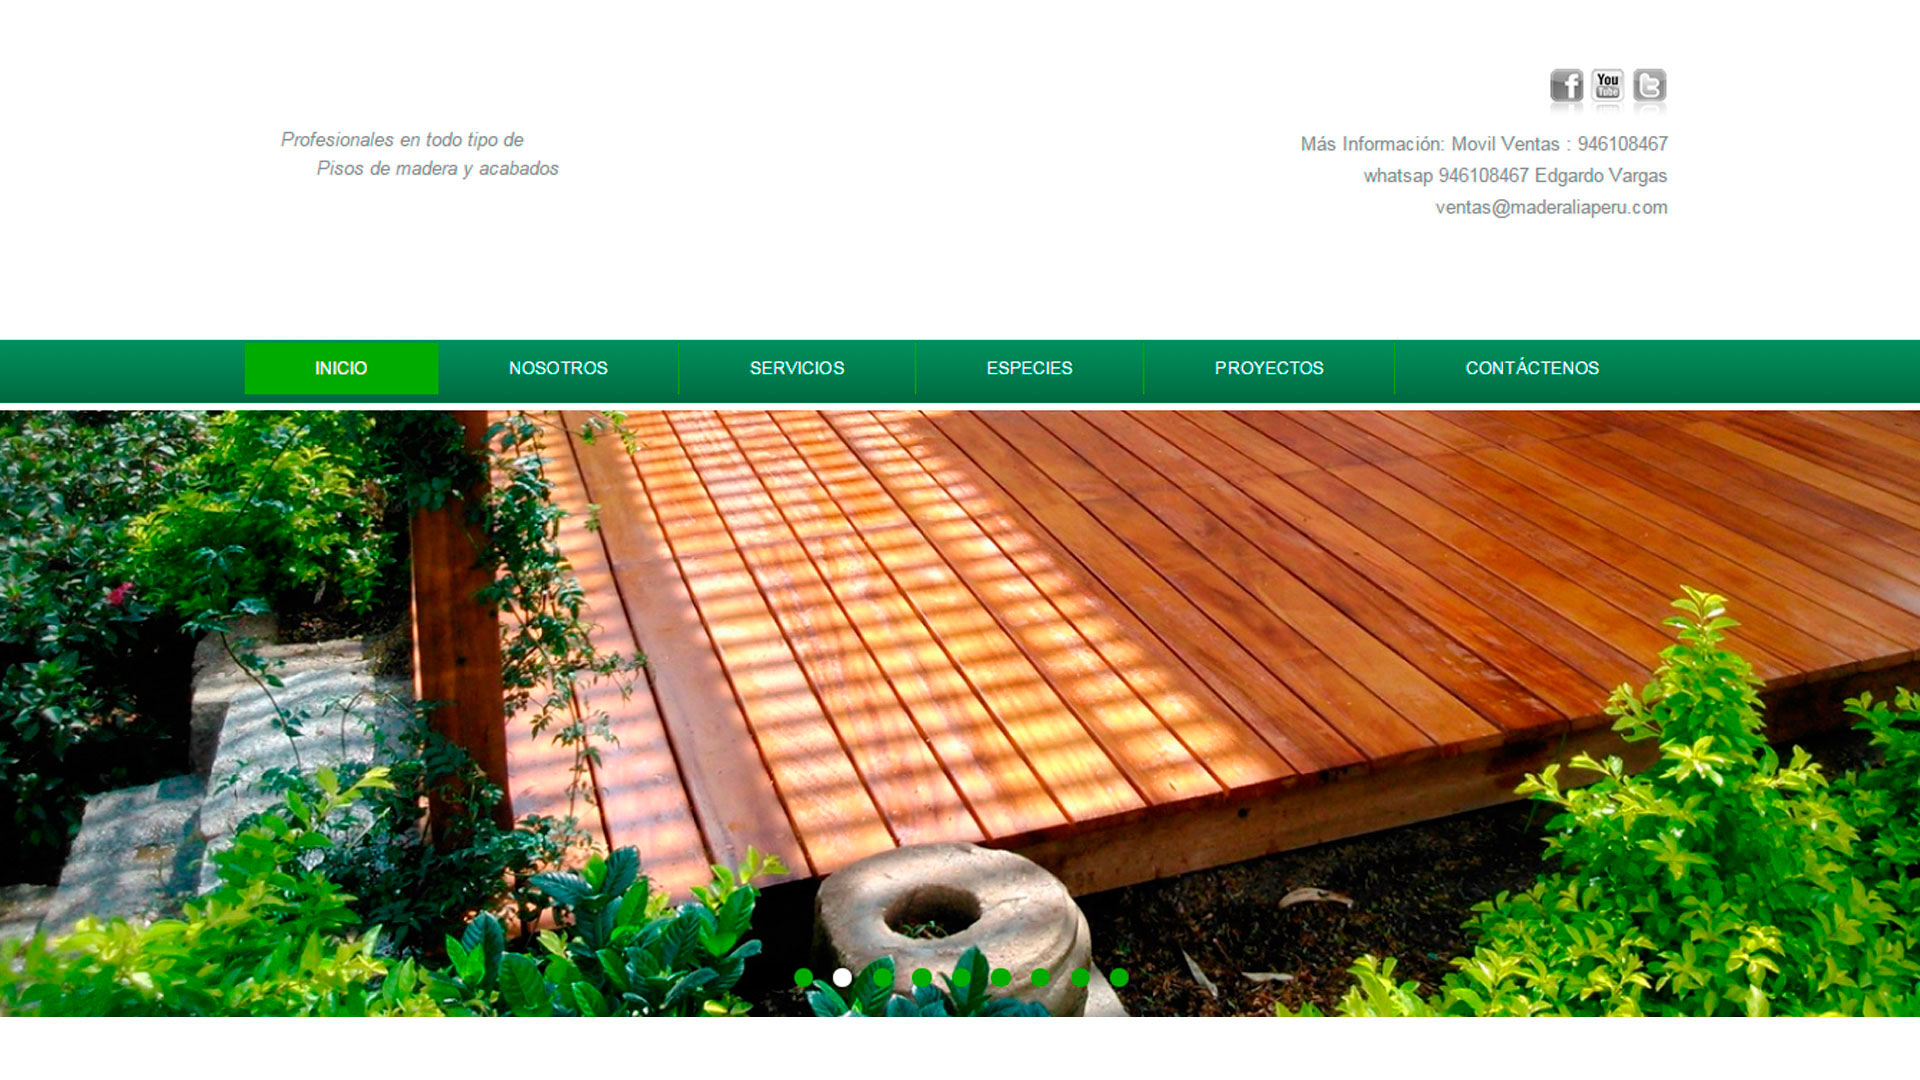 You
Tube
Profesionales en todo tipo de
Pisos de madera y acabados
Más Información: Movil Ventas : 946108467
whatsap 946108467 Edgardo Vargas
ventas@maderaliaperu.com
INICIO
NOSOTROS
SERVICIOS
ESPECIES
PROYECTOS
CONTÁCTENOS